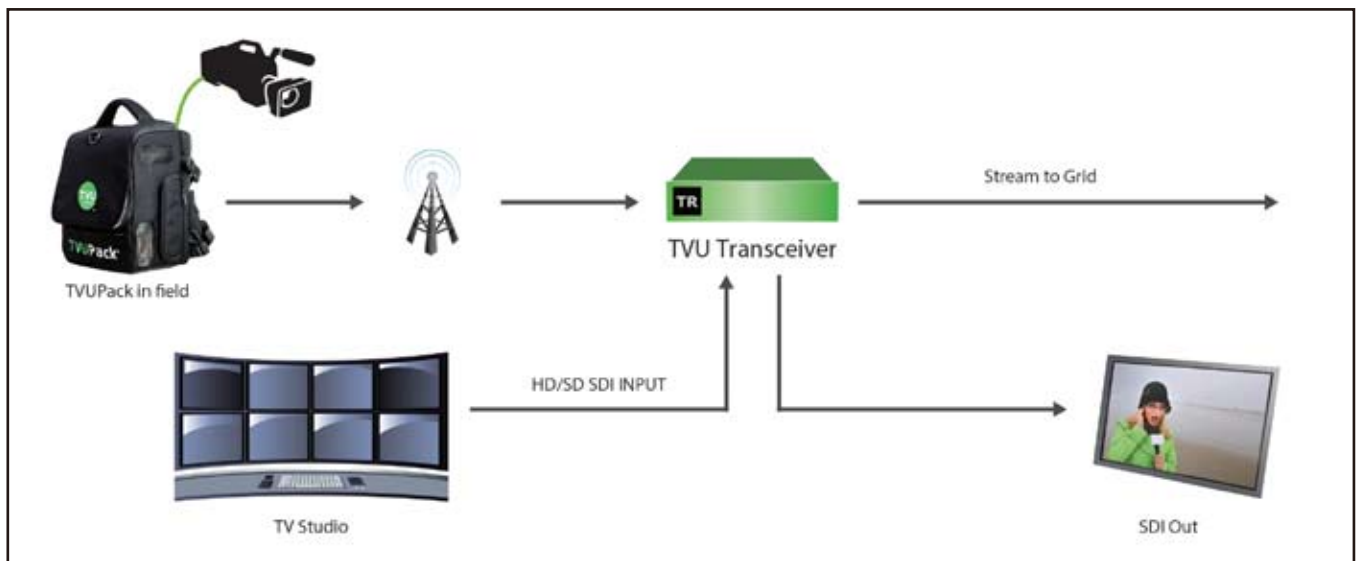 TVU
TVUPack
TVUPack in field
TR
TVU Transceiver
Stream to Grid
HD/SD SDI INPUT
TV Studio
SDI Out